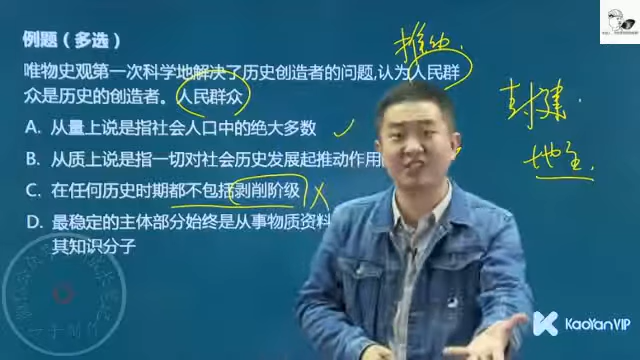 例题（多选）
唯物史观第一次科学地解决了历史创造者的问题,认为人民群
众是历史的创造者。人民群众
A. 从量上说是指社会人口中的绝大多数
B. 从质上说是指一切对社会历史发展起推动作用
C. 在任何历史时期都不包括剥削阶级
D. 最稳定的主体部分始终是从事物质资料
其知识分子
推动
封建
地主
KaoYanVIP